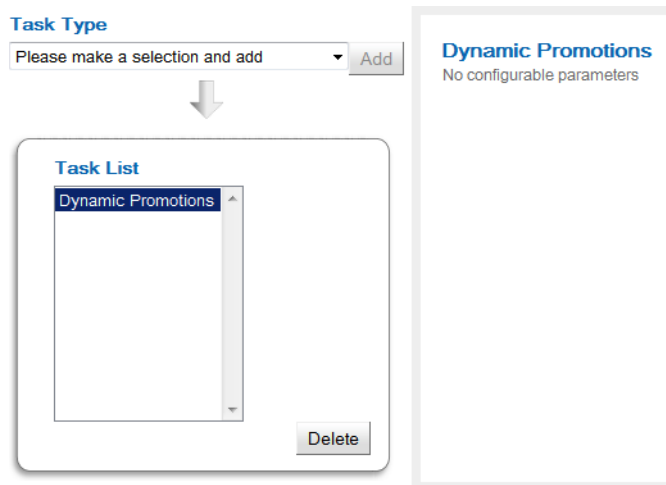 Task Type
Please make a selection and add
Add
Task List
Dynamic Promotions
Delete
Dynamic Promotions
No configurable parameters